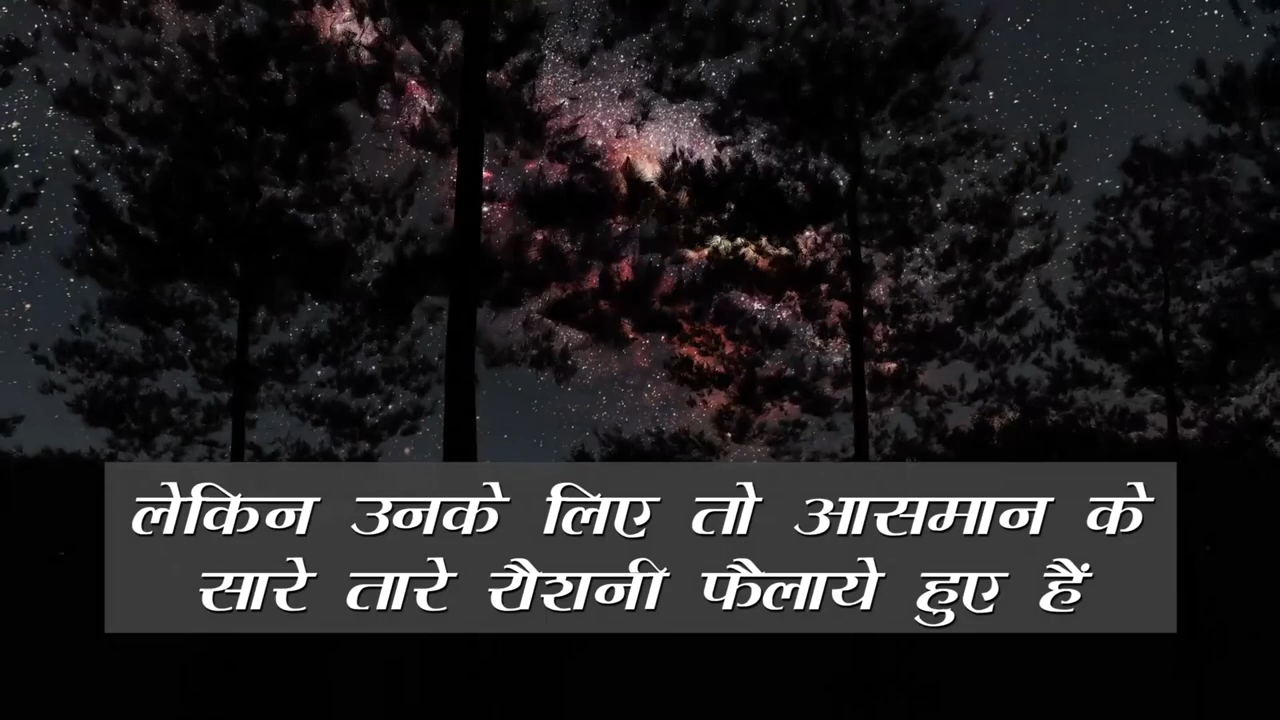 लेकिन उनके लिए तो आसमान के
सारे तारे रौशनी फैलाये हुए हैं